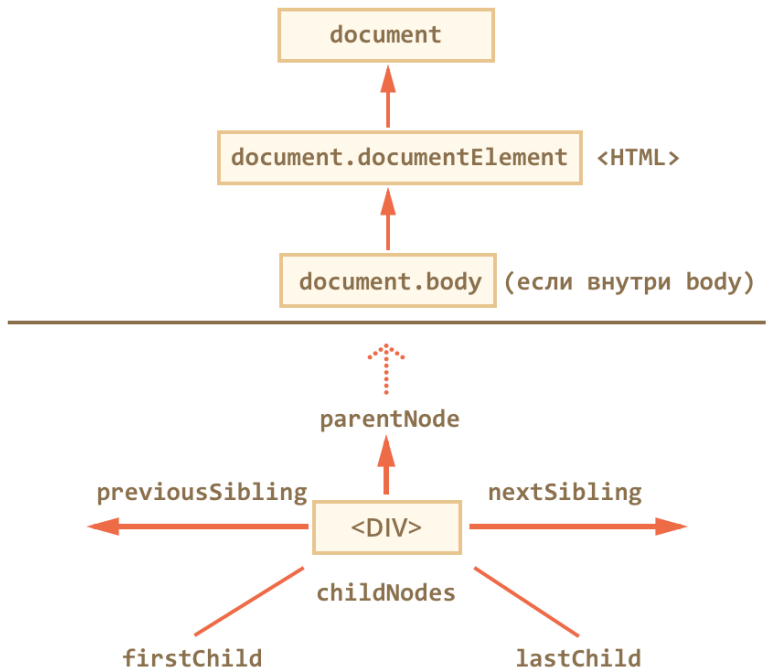 document
document.documentElement <HTML>
document.body (если внутри body)
parentNode
previousSibling nextSibling
<DIV>
childNodes
firstChild lastChild